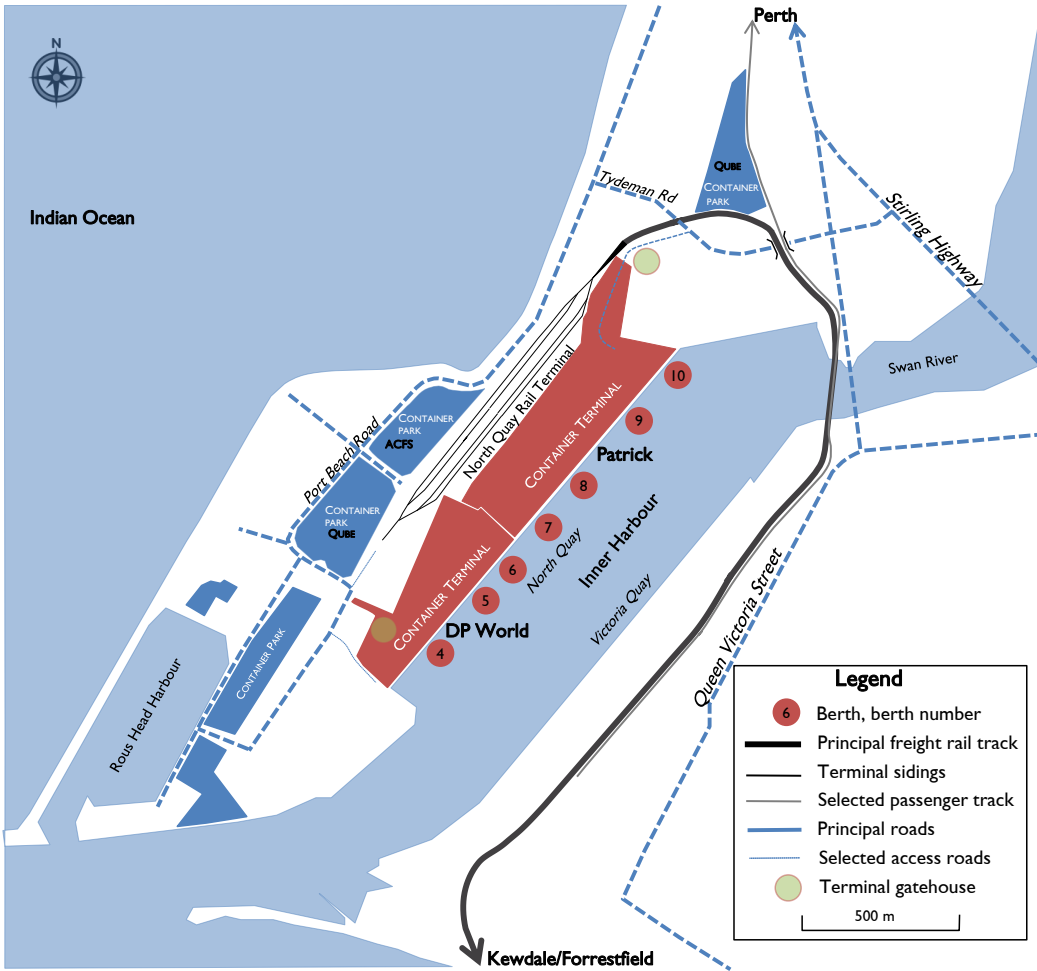 N
Perth
QUBE
CONTAINER
PARK
Tydeman Rd
Stirling Highway
Indian Ocean
Swan River
North Quay Rail Terminal
CONTAINER TERMINAL
10
9
Patrick
8
7
6
5
4
CONTAINER
PARK
ACFS
Port Beach Road
CONTAINER
PARK
QUBE
North Quay
Inner Harbour
Victoria Quay
CONTAINER TERMINAL
DP World
CONTAINER PARK
Rous Head Harbour
Queen Victoria Street
Legend
6 Berth, berth number
Principal freight rail track
Terminal sidings
Selected passenger track
Principal roads
Selected access roads
Terminal gatehouse
500 m
Kewdale/Forrestfield